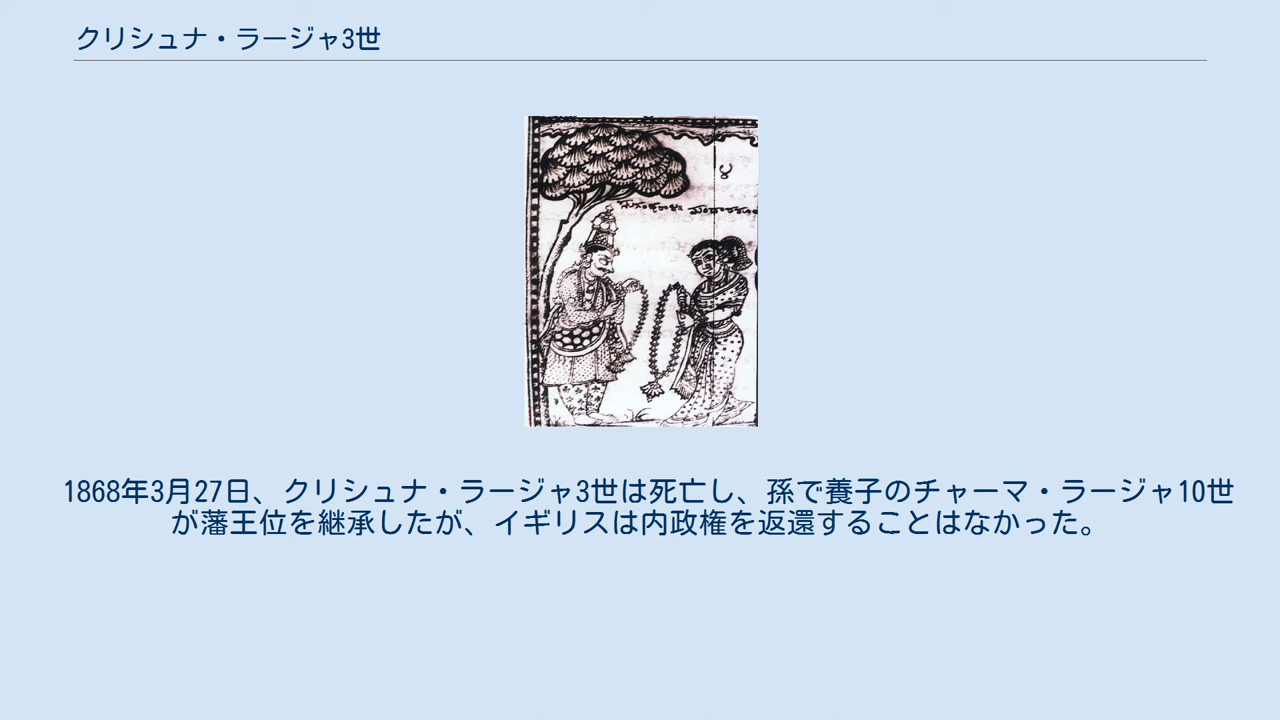 クリシュナ・ラージャ3世
1868年3月27日、クリシュナ・ラージャ3世は死亡し、孫で養子のチャーマ・ラージャ10世
が藩王位を継承したが、イギリスは内政権を返還することはなかった。